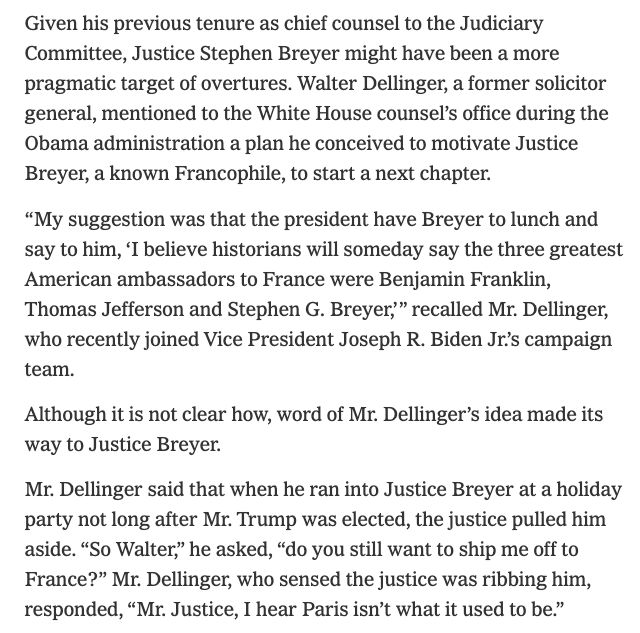 Given his previous tenure as chief counsel to the Judiciary
Committee, Justice Stephen Breyer might have been a more
pragmatic target of overtures. Walter Dellinger, a former solicitor
general, mentioned to the White House counsel’s office during the
Obama administration a plan he conceived to motivate Justice
Breyer, a known Francophile, to start a next chapter.
“My suggestion was that the president have Breyer to lunch and
say to him, ‘I believe historians will someday say the three greatest
American ambassadors to France were Benjamin Franklin,
Thomas Jefferson and Stephen G. Breyer,’” recalled Mr. Dellinger,
who recently joined Vice President Joseph R. Biden Jr.’s campaign
team.
Although it is not clear how, word of Mr. Dellinger’s idea made its
way to Justice Breyer.
Mr. Dellinger said that when he ran into Justice Breyer at a holiday
party not long after Mr. Trump was elected, the justice pulled him
aside. “So Walter,” he asked, “do you still want to ship me off to
France?” Mr. Dellinger, who sensed the justice was ribbing him,
responded, “Mr. Justice, I hear Paris isn’t what it used to be.”